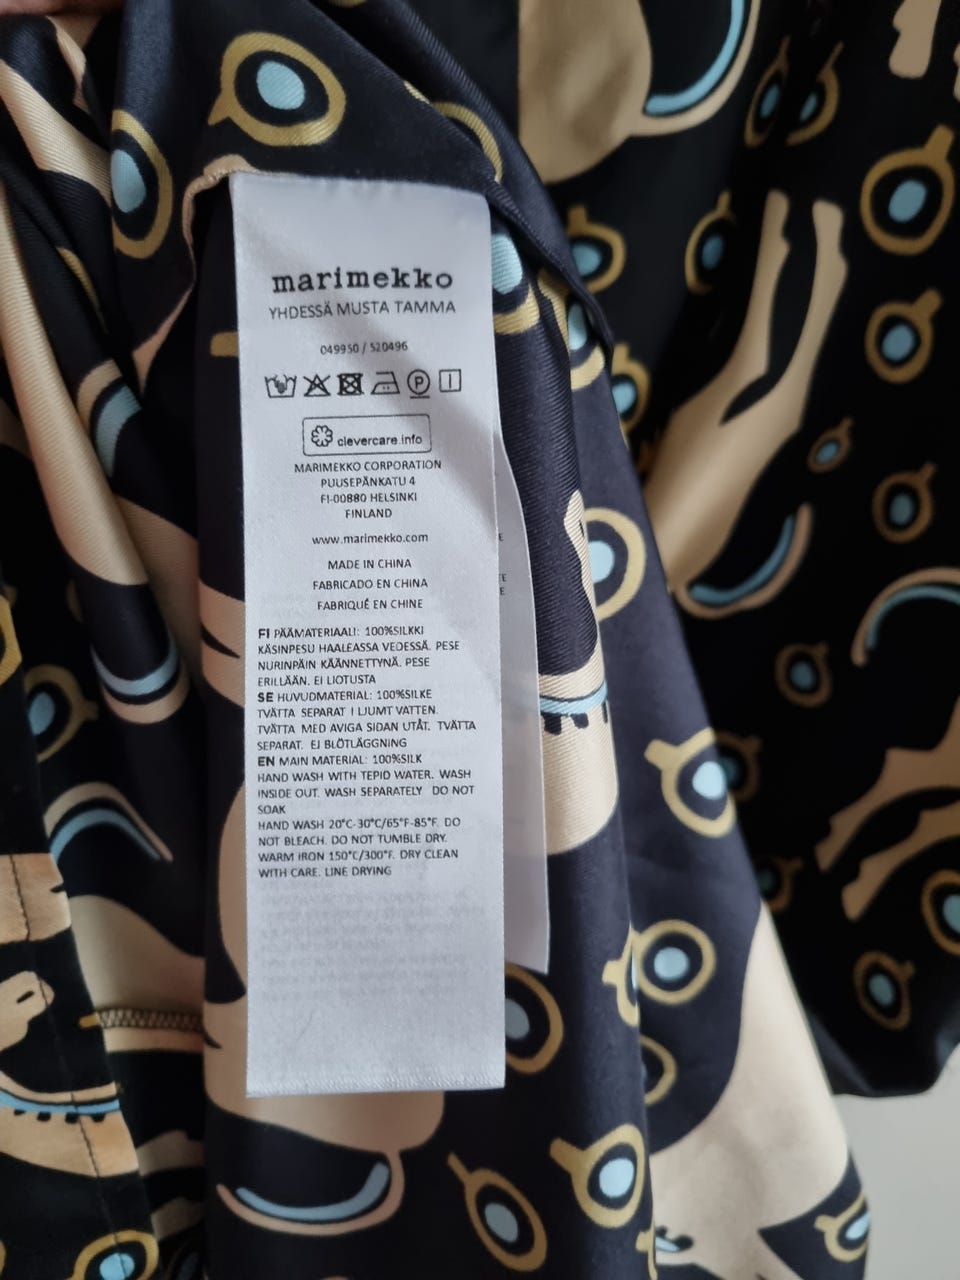 marimekko
YHDESSÄ MUSTA TAMMA
049950 / 520496
P
clevercare.info
MARIMEKKO CORPORATION
PUUSEPÄNKATU 4
FI-00880 HELSINKI
FINLAND
www.marimekko.com
MADE IN CHINA
FABRICADO EN CHINA
FABRIQUÉ EN CHINE
FI PÄÄMATERIAALI: 100%SILKKI
KÄSINPESU HAALEASSA VEDESSÄ. PESE
NURINPÄIN KÄÄNNETTYNÄ. PESE
ERILLÄÄN. EI LIOTUSTA
SE HUVUDMATERIAL: 100%SILKE
TVÄTTA SEPARAT I LJUMT VATTEN.
TVÄTTA MED AVIGA SIDAN UTÅT. TVÄTTA
SEPARAT. EJ BLÖTLÄGGNING
EN MAIN MATERIAL: 100%SILK
HAND WASH WITH TEPID WATER. WASH
INSIDE OUT. WASH SEPARATELY DO NOT
SOAK
HAND WASH 20°C-30°C/65°F-85°F. DO
NOT BLEACH. DO NOT TUMBLE DRY.
WARM IRON 150°C/300°F. DRY CLEAN
WITH CARE. LINE DRYING